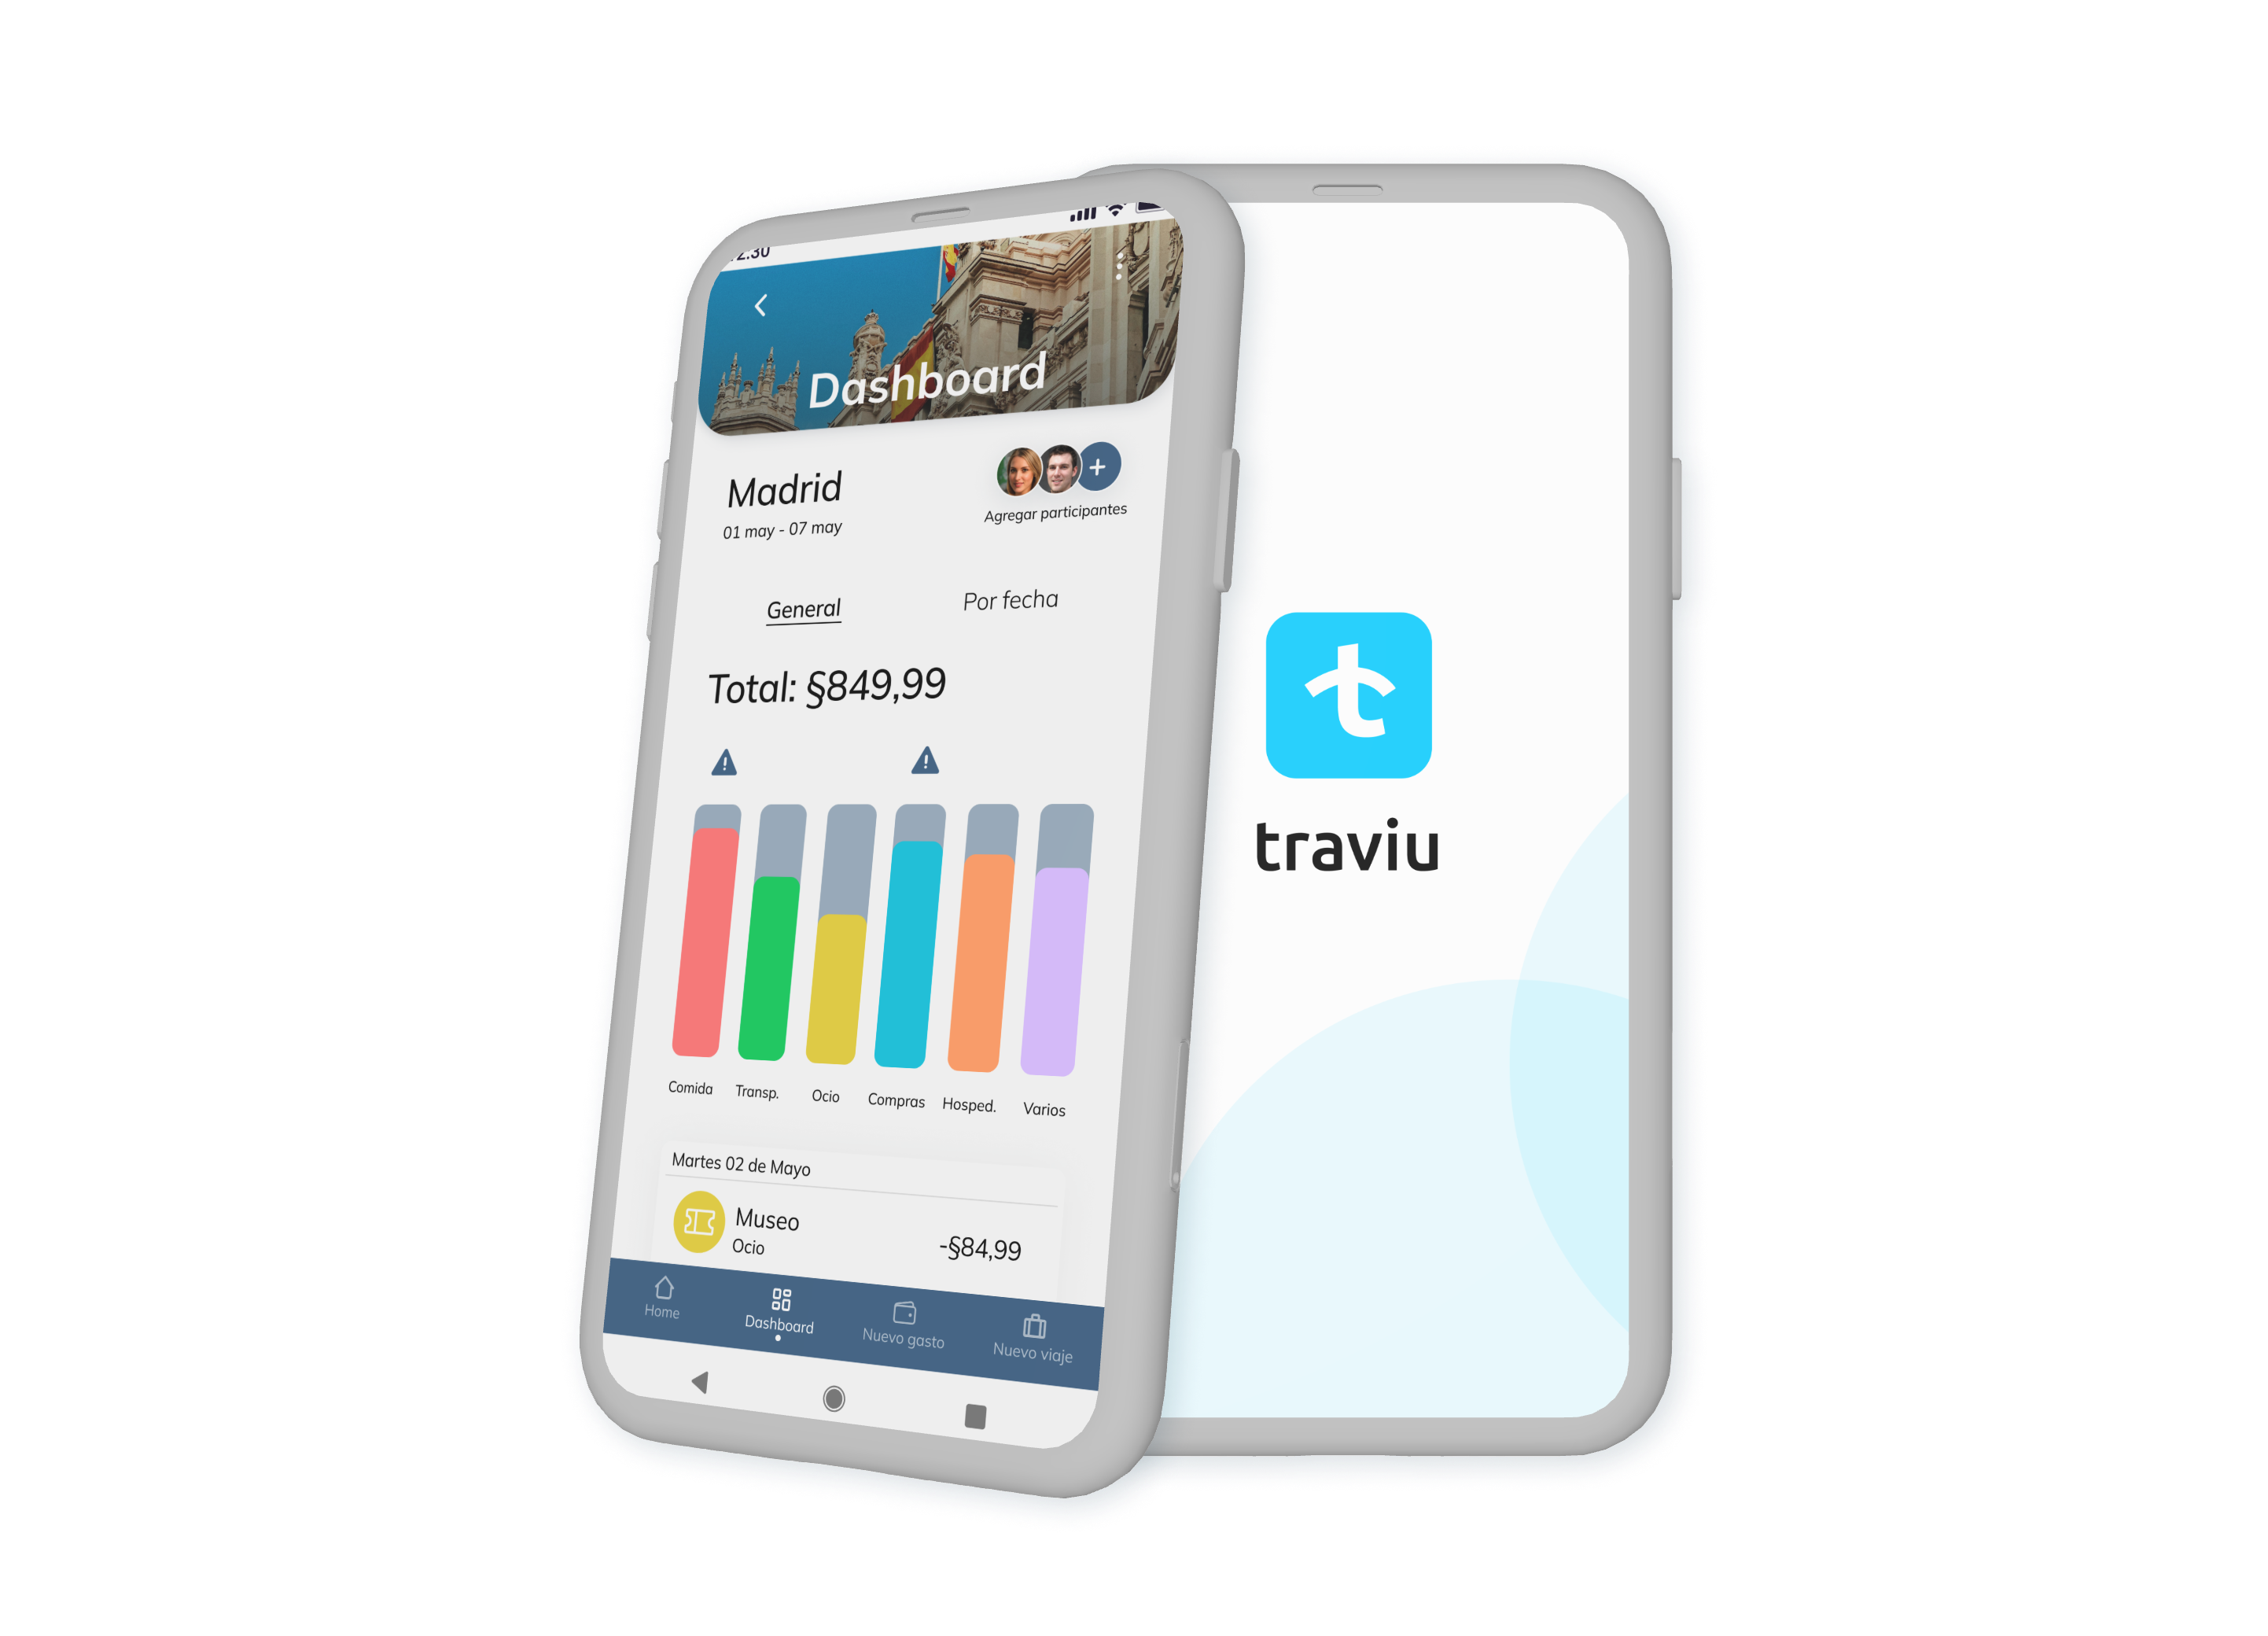 Dashboard
Madrid
01 may - 07 may
Agregar participantes
General
Por fecha
Total: §849,99
Comida
Transp.
Ocio
Compras
Hosped.
Varios
Martes 02 de Mayo
Museo
Ocio
-§84,99
Home
Dashboard
Nuevo gasto
Nuevo viaje
traviu